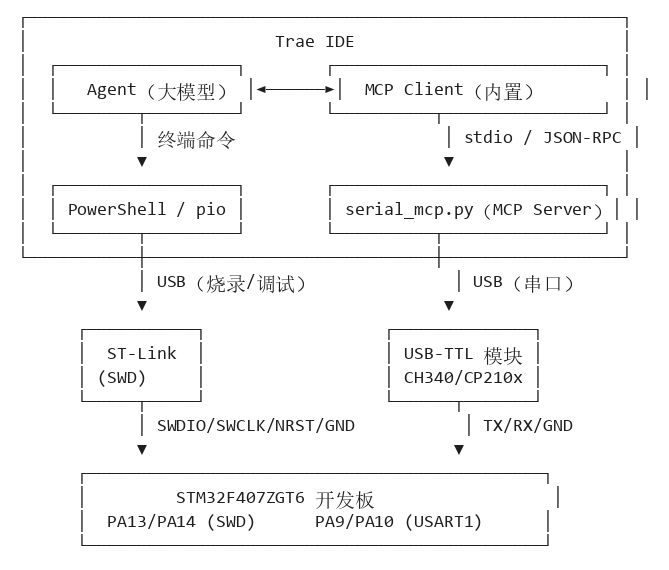 Trae IDE
Agent（大模型） MCP Client（内置）
终端命令 stdio / JSON-RPC
PowerShell / pio serial_mcp.py（MCP Server）
USB（烧录/调试） USB（串口）
ST-Link USB-TTL 模块
(SWD) CH340/CP210x
SWDIO/SWCLK/NRST/GND TX/RX/GND
STM32F407ZGT6 开发板
PA13/PA14 (SWD) PA9/PA10 (USART1)